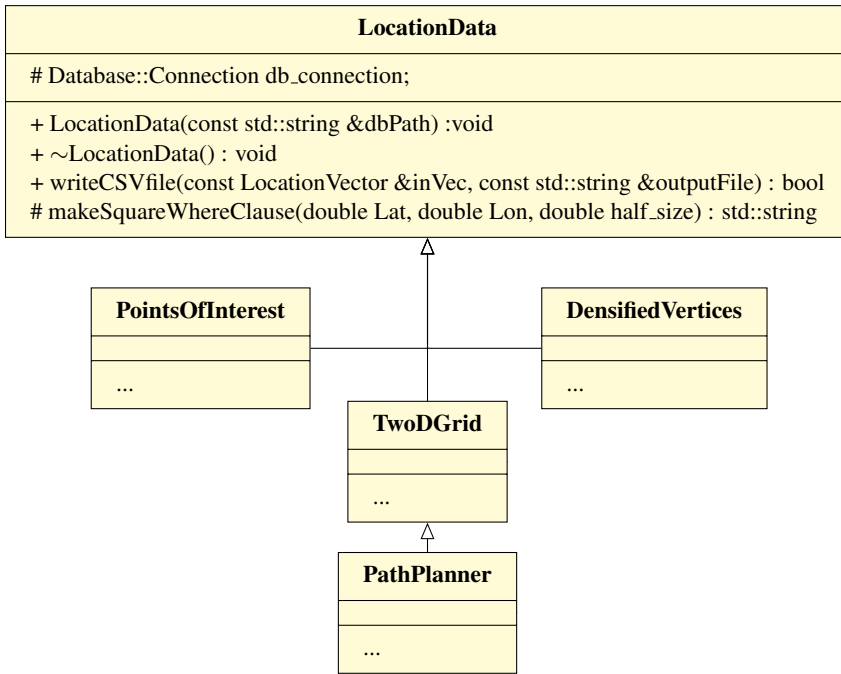 LocationData
# Database::Connection db_connection;
+ LocationData(const std::string &dbPath) :void
+ ∼LocationData() : void
+ writeCSVfile(const LocationVector &inVec, const std::string &outputFile) : bool
# makeSquareWhereClause(double Lat, double Lon, double half_size) : std::string
PointsOfInterest
...
DensifiedVertices
...
TwoDGrid
...
PathPlanner
...